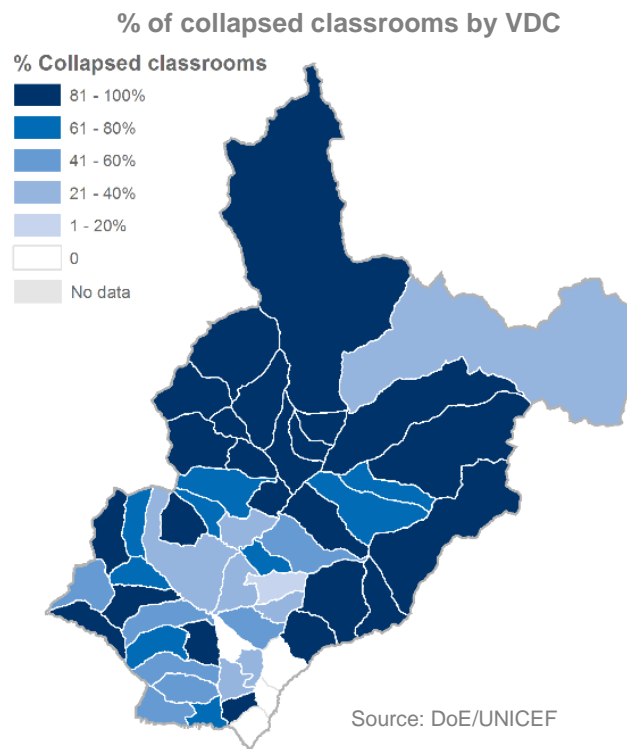 % of collapsed classrooms by VDC
% Collapsed classrooms
81 - 100%
61 - 80%
41 - 60%
21 - 40%
1 - 20%
0
No data
Source: DoE/UNICEF